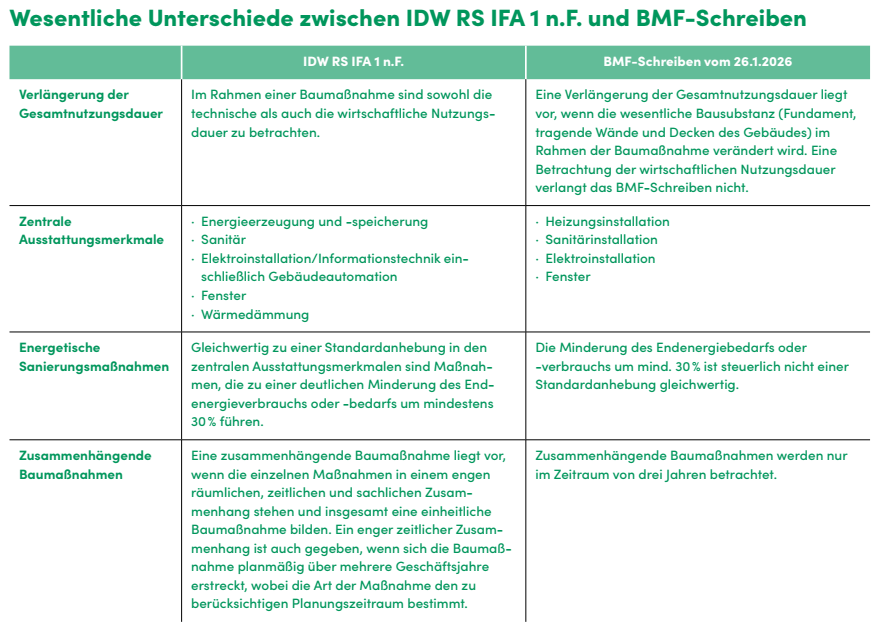 Wesentliche Unterschiede zwischen IDW RS IFA 1 n.F. und BMF-Schreiben
IDW RS IFA 1 n.F.
BMF-Schreiben vom 26.1.2026
Verlängerung der
Gesamtnutzungsdauer
Im Rahmen einer Baumaßnahme sind sowohl die
technische als auch die wirtschaftliche Nutzungs-
dauer zu betrachten.
Eine Verlängerung der Gesamtnutzungsdauer liegt
vor, wenn die wesentliche Bausubstanz (Fundament,
tragende Wände und Decken des Gebäudes) im
Rahmen der Baumaßnahme verändert wird. Eine
Betrachtung der wirtschaftlichen Nutzungsdauer
verlangt das BMF-Schreiben nicht.
Zentrale
Ausstattungsmerkmale
· Energieerzeugung und -speicherung
· Sanitär
· Elektroinstallation/Informationstechnik ein-
schließlich Gebäudeautomation
· Fenster
· Wärmedämmung
· Heizungsinstallation
· Sanitärinstallation
· Elektroinstallation
· Fenster
Energetische
Sanierungsmaßnahmen
Gleichwertig zu einer Standardanhebung in den
zentralen Ausstattungsmerkmalen sind Maßnah-
men, die zu einer deutlichen Minderung des End-
energieverbrauchs oder -bedarfs um mindestens
30 % führen.
Die Minderung des Endenergiebedarfs oder
-verbrauchs um mind. 30 % ist steuerlich nicht einer
Standardanhebung gleichwertig.
Zusammenhängende
Baumaßnahmen
Eine zusammenhängende Baumaßnahme liegt vor,
wenn die einzelnen Maßnahmen in einem engen
räumlichen, zeitlichen und sachlichen Zusam-
menhang stehen und insgesamt eine einheitliche
Baumaßnahme bilden. Ein enger zeitlicher Zusam-
menhang ist auch gegeben, wenn sich die Baumaß-
nahme planmäßig über mehrere Geschäftsjahre
erstreckt, wobei die Art der Maßnahme den zu
berücksichtigen Planungszeitraum bestimmt.
Zusammenhängende Baumaßnahmen werden nur
im Zeitraum von drei Jahren betrachtet.